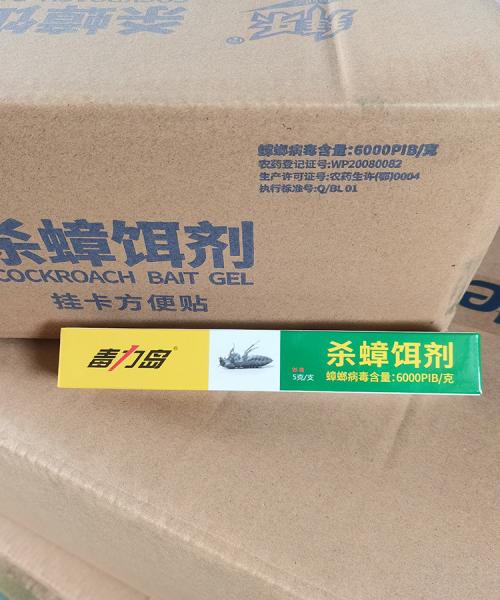 杀蟑饵
蟑螂病毒含量:6000PIB/克
农药登记证号:WP20080082
生产许可证号:农药生许(鄂)0004
执行标准号:Q/BL 01
杀蟑饵剂
COCKROACH BAIT GEL
挂卡方便贴
毒力岛®
5克/支
杀蟑饵剂
蟑螂病毒含量:6000PIB/克